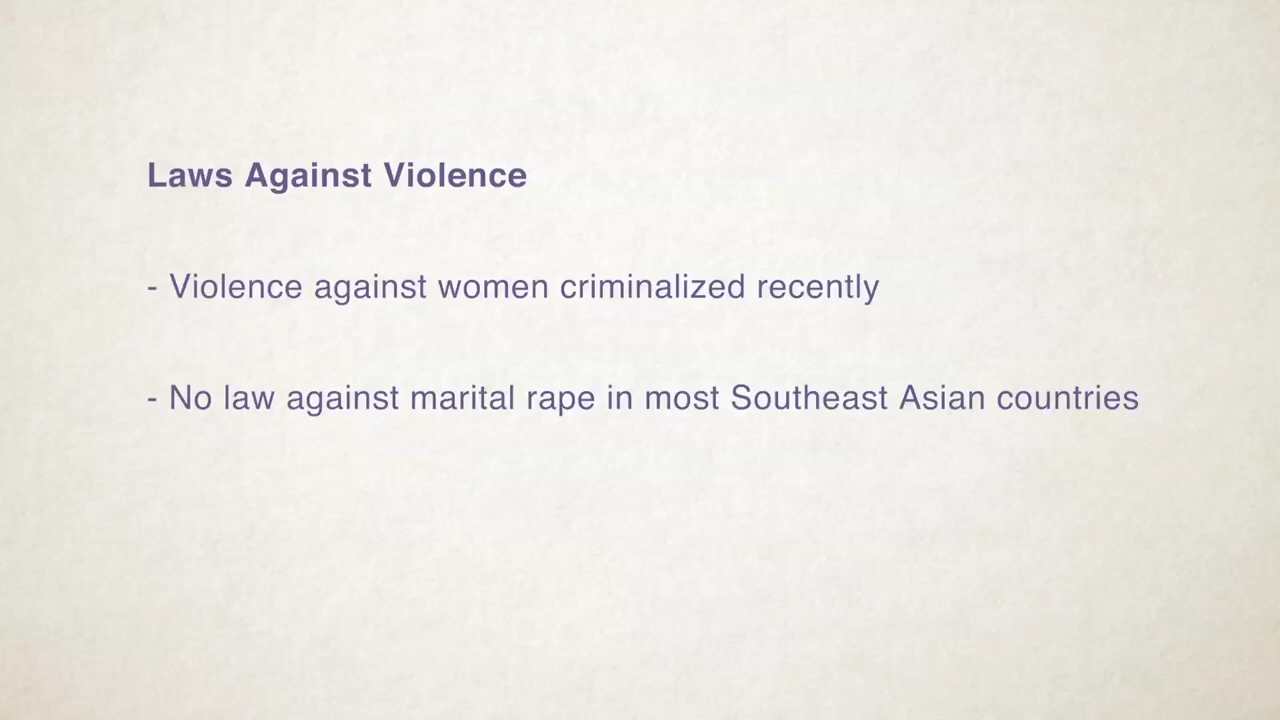 Laws Against Violence
- Violence against women criminalized recently
- No law against marital rape in most Southeast Asian countries